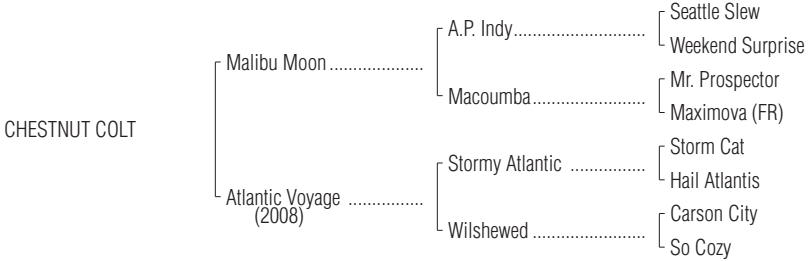 Seattle Slew
A.P. Indy............................
Weekend Surprise
Malibu Moon....................
Mr. Prospector
Macoumba........................
Maximova (FR)
CHESTNUT COLT
Storm Cat
Stormy Atlantic ................
Hail Atlantis
Atlantic Voyage ................
(2008)
Carson City
Wilshewed ........................
So Cozy